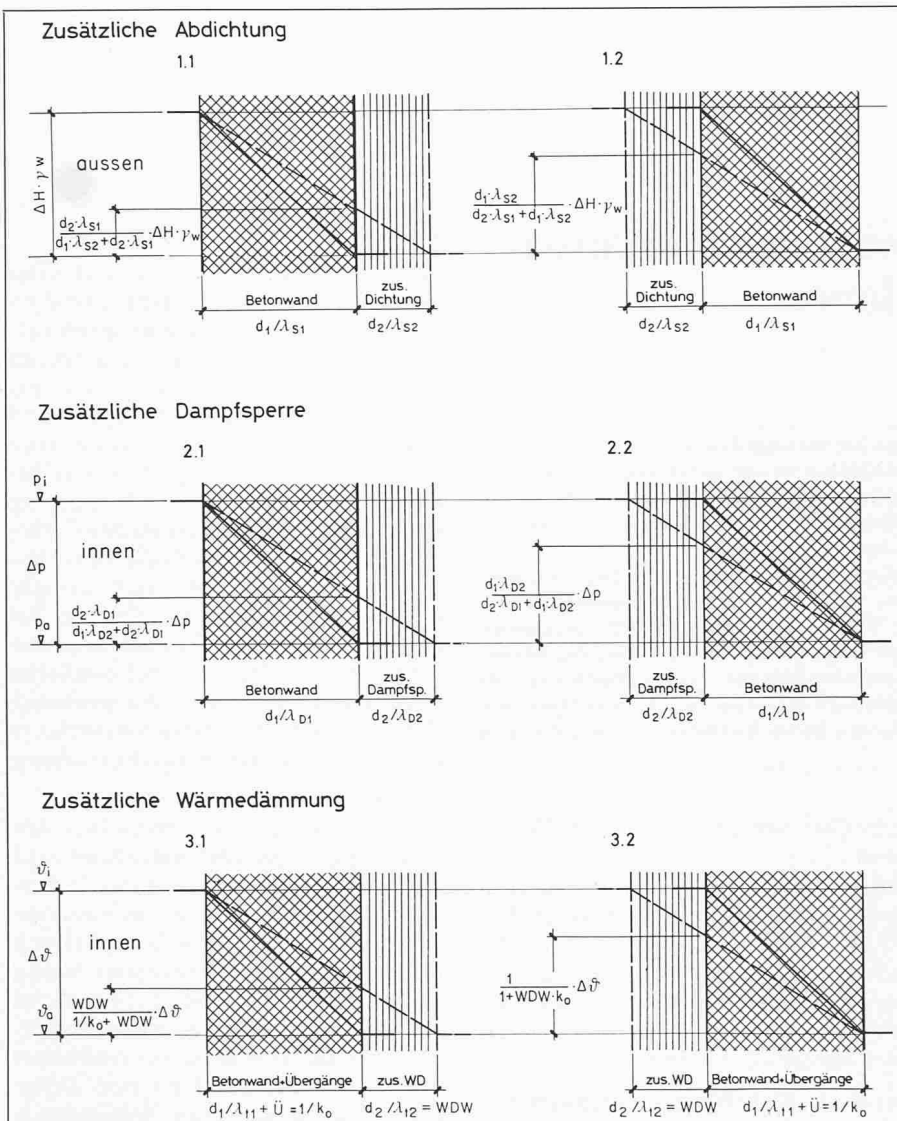 Zusätzliche Abdichtung
1.1
1.2
ΔH·γw
aussen
d₂·λS1 / d₁·λS2+d₂·λS1 ·ΔH·γw
d₁·λS2 / d₂·λS1+d₁·λS2 ·ΔH·γw
Betonwand
zus.
Dichtung
zus.
Dichtung
Betonwand
d₁/λS1
d₂/λS2
d₂/λS2
d₁/λS1
Zusätzliche Dampfsperre
2.1
2.2
pi
Δp
innen
pa
d₂·λD1 / d₁·λD2+d₂·λD1 ·Δp
d₁·λD2 / d₂·λD1+d₁·λD2 ·Δp
Betonwand
zus.
Dampfsp.
zus.
Dampfsp.
Betonwand
d₁/λD1
d₂/λD2
d₂/λD2
d₁/λD1
Zusätzliche Wärmedämmung
3.1
3.2
ϑi
Δϑ
innen
ϑa
WDW / 1/k₀+ WDW ·Δϑ
1 / 1+WDW·k₀ ·Δϑ
Betonwand+Übergänge
zus. WD
zus. WD
Betonwand+Übergänge
d₁/λt1 + Ü =1/k₀
d₂/λt2 = WDW
d₂/λt2 = WDW
d₁/λt1+ Ü=1/k₀